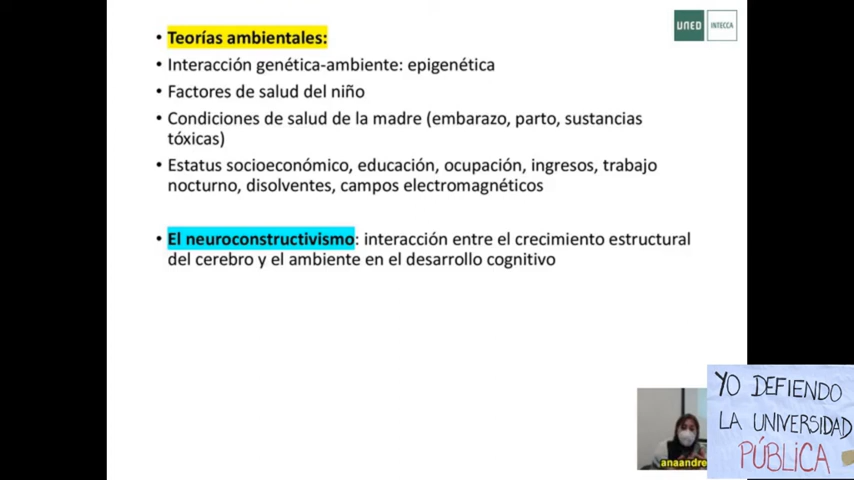 • Teorías ambientales:
UNED
INTECCA
• Interacción genética-ambiente: epigenética
• Factores de salud del niño
• Condiciones de salud de la madre (embarazo, parto, sustancias
tóxicas)
• Estatus socioeconómico, educación, ocupación, ingresos, trabajo
nocturno, disolventes, campos electromagnéticos
• El neuroconstructivismo: interacción entre el crecimiento estructural
del cerebro y el ambiente en el desarrollo cognitivo
YO DEFIENDO
LA UNIVERSIDAD
PÚBLICA
anaandre